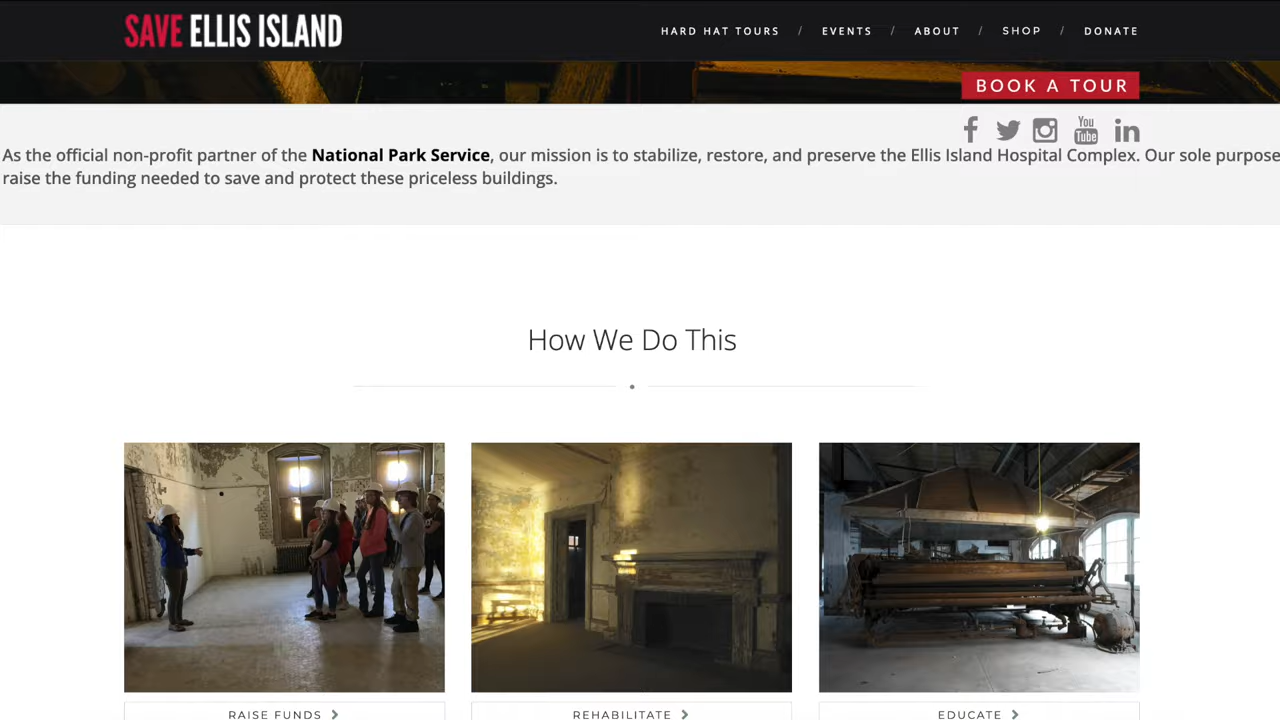 SAVE ELLIS ISLAND
HARD HAT TOURS / EVENTS / ABOUT / SHOP / DONATE
BOOK A TOUR
You Tube
in
As the official non-profit partner of the National Park Service, our mission is to stabilize, restore, and preserve the Ellis Island Hospital Complex. Our sole purpose
raise the funding needed to save and protect these priceless buildings.
How We Do This
RAISE FUNDS
REHABILITATE
EDUCATE